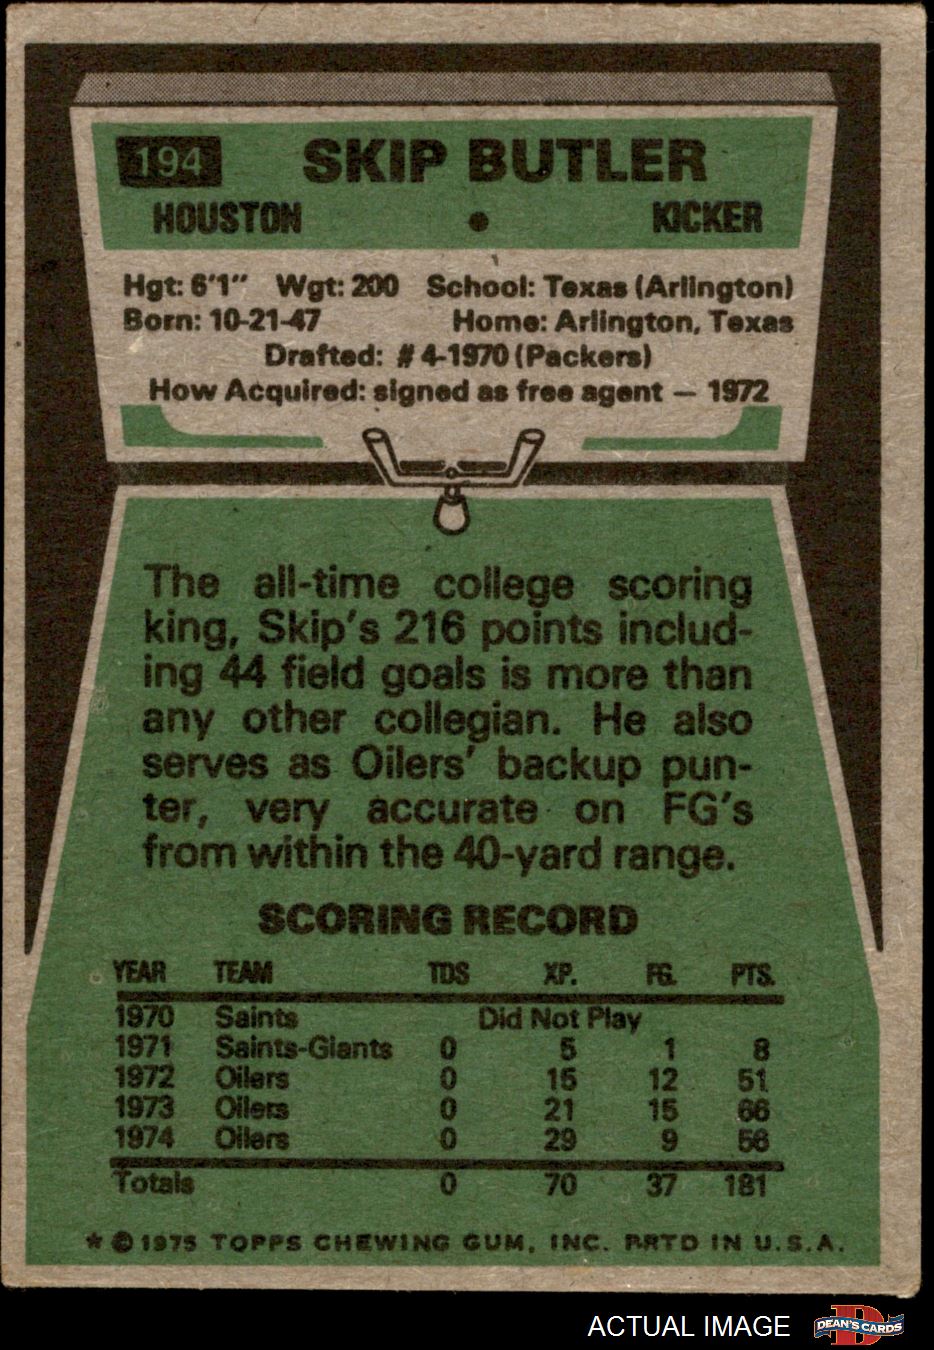 194 SKIP BUTLER
HOUSTON • KICKER
Hgt: 6'1" Wgt: 200 School: Texas (Arlington)
Born: 10-21-47 Home: Arlington, Texas
Drafted: #4-1970 (Packers)
How Acquired: signed as free agent — 1972
The all-time college scoring
king, Skip's 216 points includ-
ing 44 field goals is more than
any other collegian. He also
serves as Oilers' backup pun-
ter, very accurate on FG's
from within the 40-yard range.
SCORING RECORD
YEAR TEAM TDS XP. FG. PTS.
1970 Saints Did Not Play
1971 Saints-Giants 0 5 1 8
1972 Oilers 0 15 12 51
1973 Oilers 0 21 15 66
1974 Oilers 0 29 9 56
Totals 0 70 37 181
* © 1975 TOPPS CHEWING GUM, INC. PRTD IN U.S.A.
ACTUAL IMAGE DEAN'S CARDS